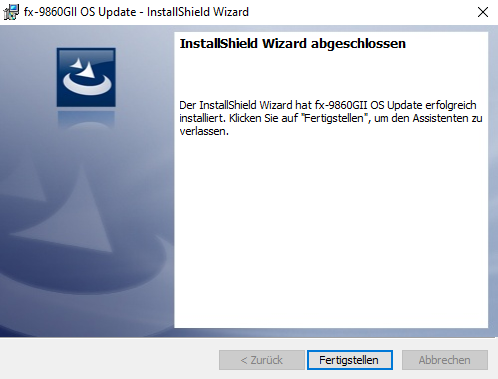 fx-9860GII OS Update - InstallShield Wizard
InstallShield Wizard abgeschlossen
Der InstallShield Wizard hat fx-9860GII OS Update erfolgreich
installiert. Klicken Sie auf "Fertigstellen", um den Assistenten zu
verlassen.
< Zurück
Fertigstellen
Abbrechen